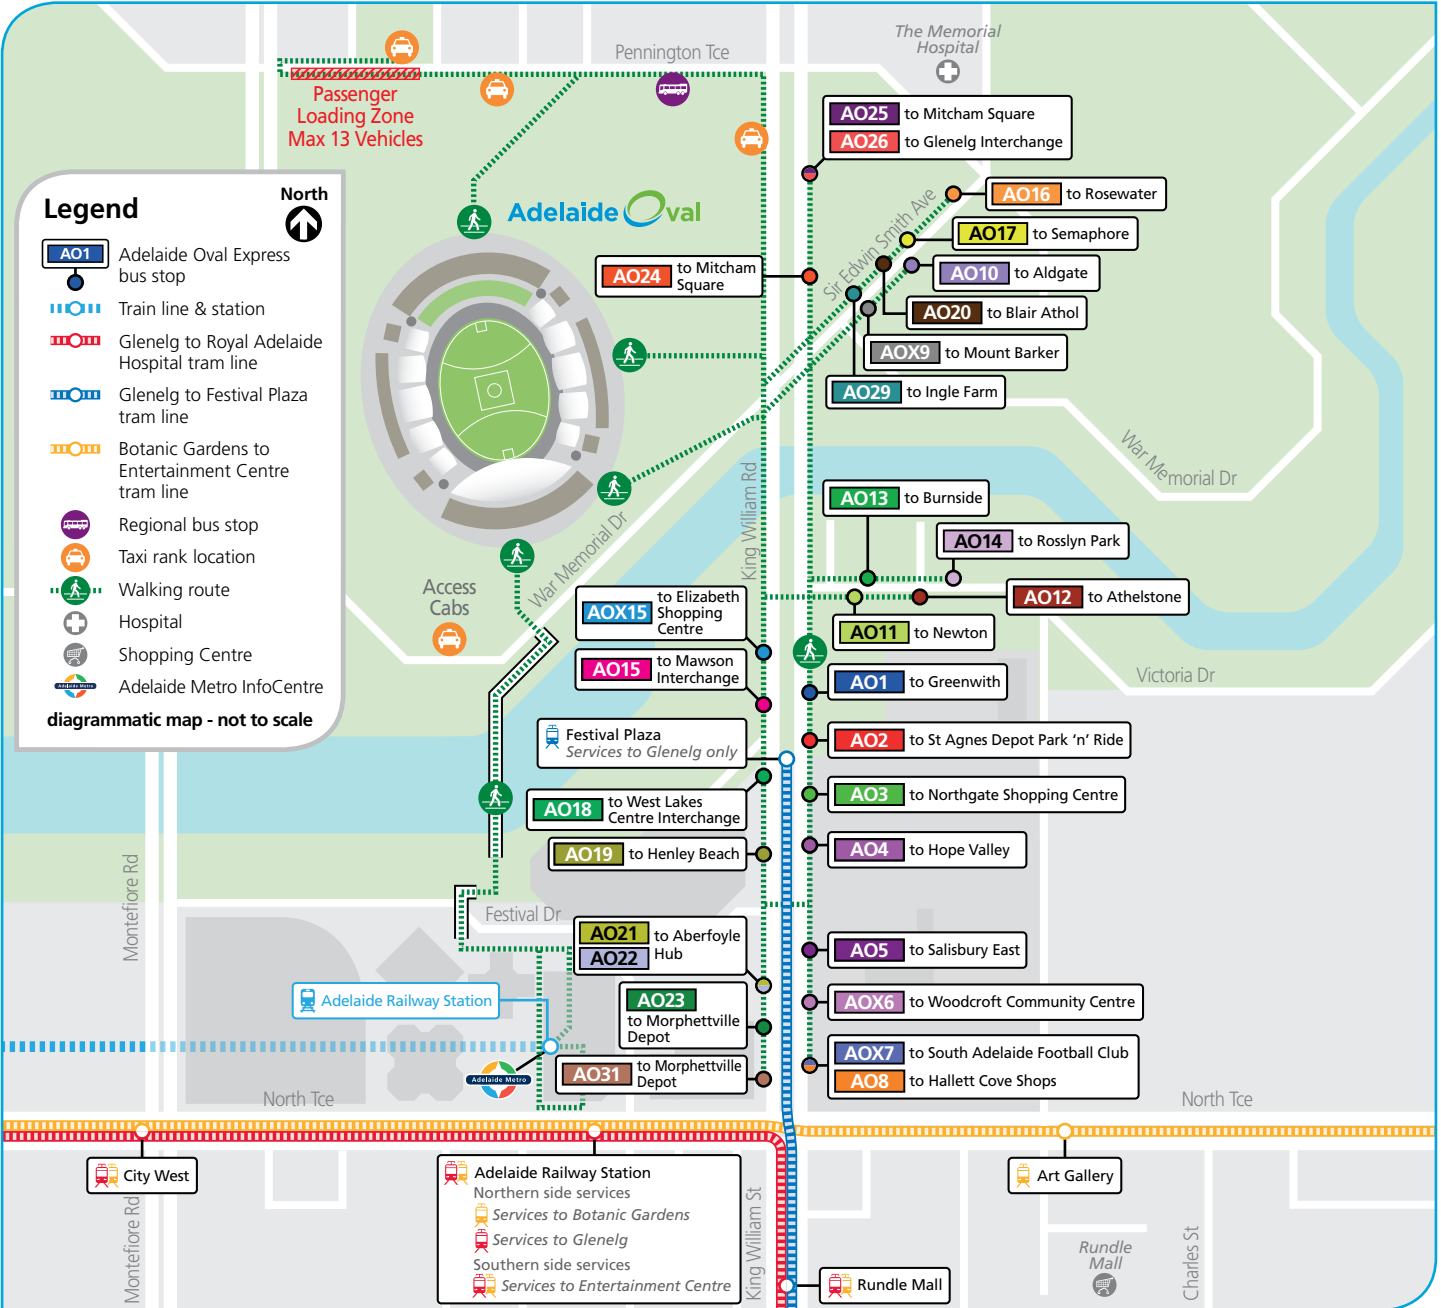 The Memorial
Hospital
Pennington Tce
Passenger
Loading Zone
Max 13 Vehicles
AO25 to Mitcham Square
AO26 to Glenelg Interchange
Legend
North
AO1 Adelaide Oval Express
bus stop
Train line & station
Glenelg to Royal Adelaide
Hospital tram line
Glenelg to Festival Plaza
tram line
Botanic Gardens to
Entertainment Centre
tram line
Regional bus stop
Taxi rank location
Walking route
Hospital
Shopping Centre
Adelaide Metro
Adelaide Metro InfoCentre
diagrammatic map - not to scale
Adelaide Oval
Sir Edwin Smith Ave
AO16 to Rosewater
AO17 to Semaphore
AO24 to Mitcham
Square
AO10 to Aldgate
AO20 to Blair Athol
AOX9 to Mount Barker
AO29 to Ingle Farm
War Memorial Dr
King William Rd
War Memorial Dr
AO13 to Burnside
AO14 to Rosslyn Park
Access
Cabs
AOX15 to Elizabeth
Shopping
Centre
AO12 to Athelstone
AO11 to Newton
AO15 to Mawson
Interchange
AO1 to Greenwith
Victoria Dr
Festival Plaza
Services to Glenelg only
AO2 to St Agnes Depot Park 'n' Ride
AO18 to West Lakes
Centre Interchange
AO3 to Northgate Shopping Centre
AO19 to Henley Beach
AO4 to Hope Valley
Montefiore Rd
Festival Dr
AO21
AO22
to Aberfoyle
Hub
AO5 to Salisbury East
Adelaide Railway Station
AO23
to Morphettville
Depot
AOX6 to Woodcroft Community Centre
AO31 to Morphettville
Depot
Adelaide Metro
AOX7 to South Adelaide Football Club
AO8 to Hallett Cove Shops
North Tce
North Tce
City West
Adelaide Railway Station
Northern side services
Services to Botanic Gardens
Services to Glenelg
Southern side services
Services to Entertainment Centre
Art Gallery
Montefiore Rd
King William St
Rundle Mall
Rundle
Mall
Charles St